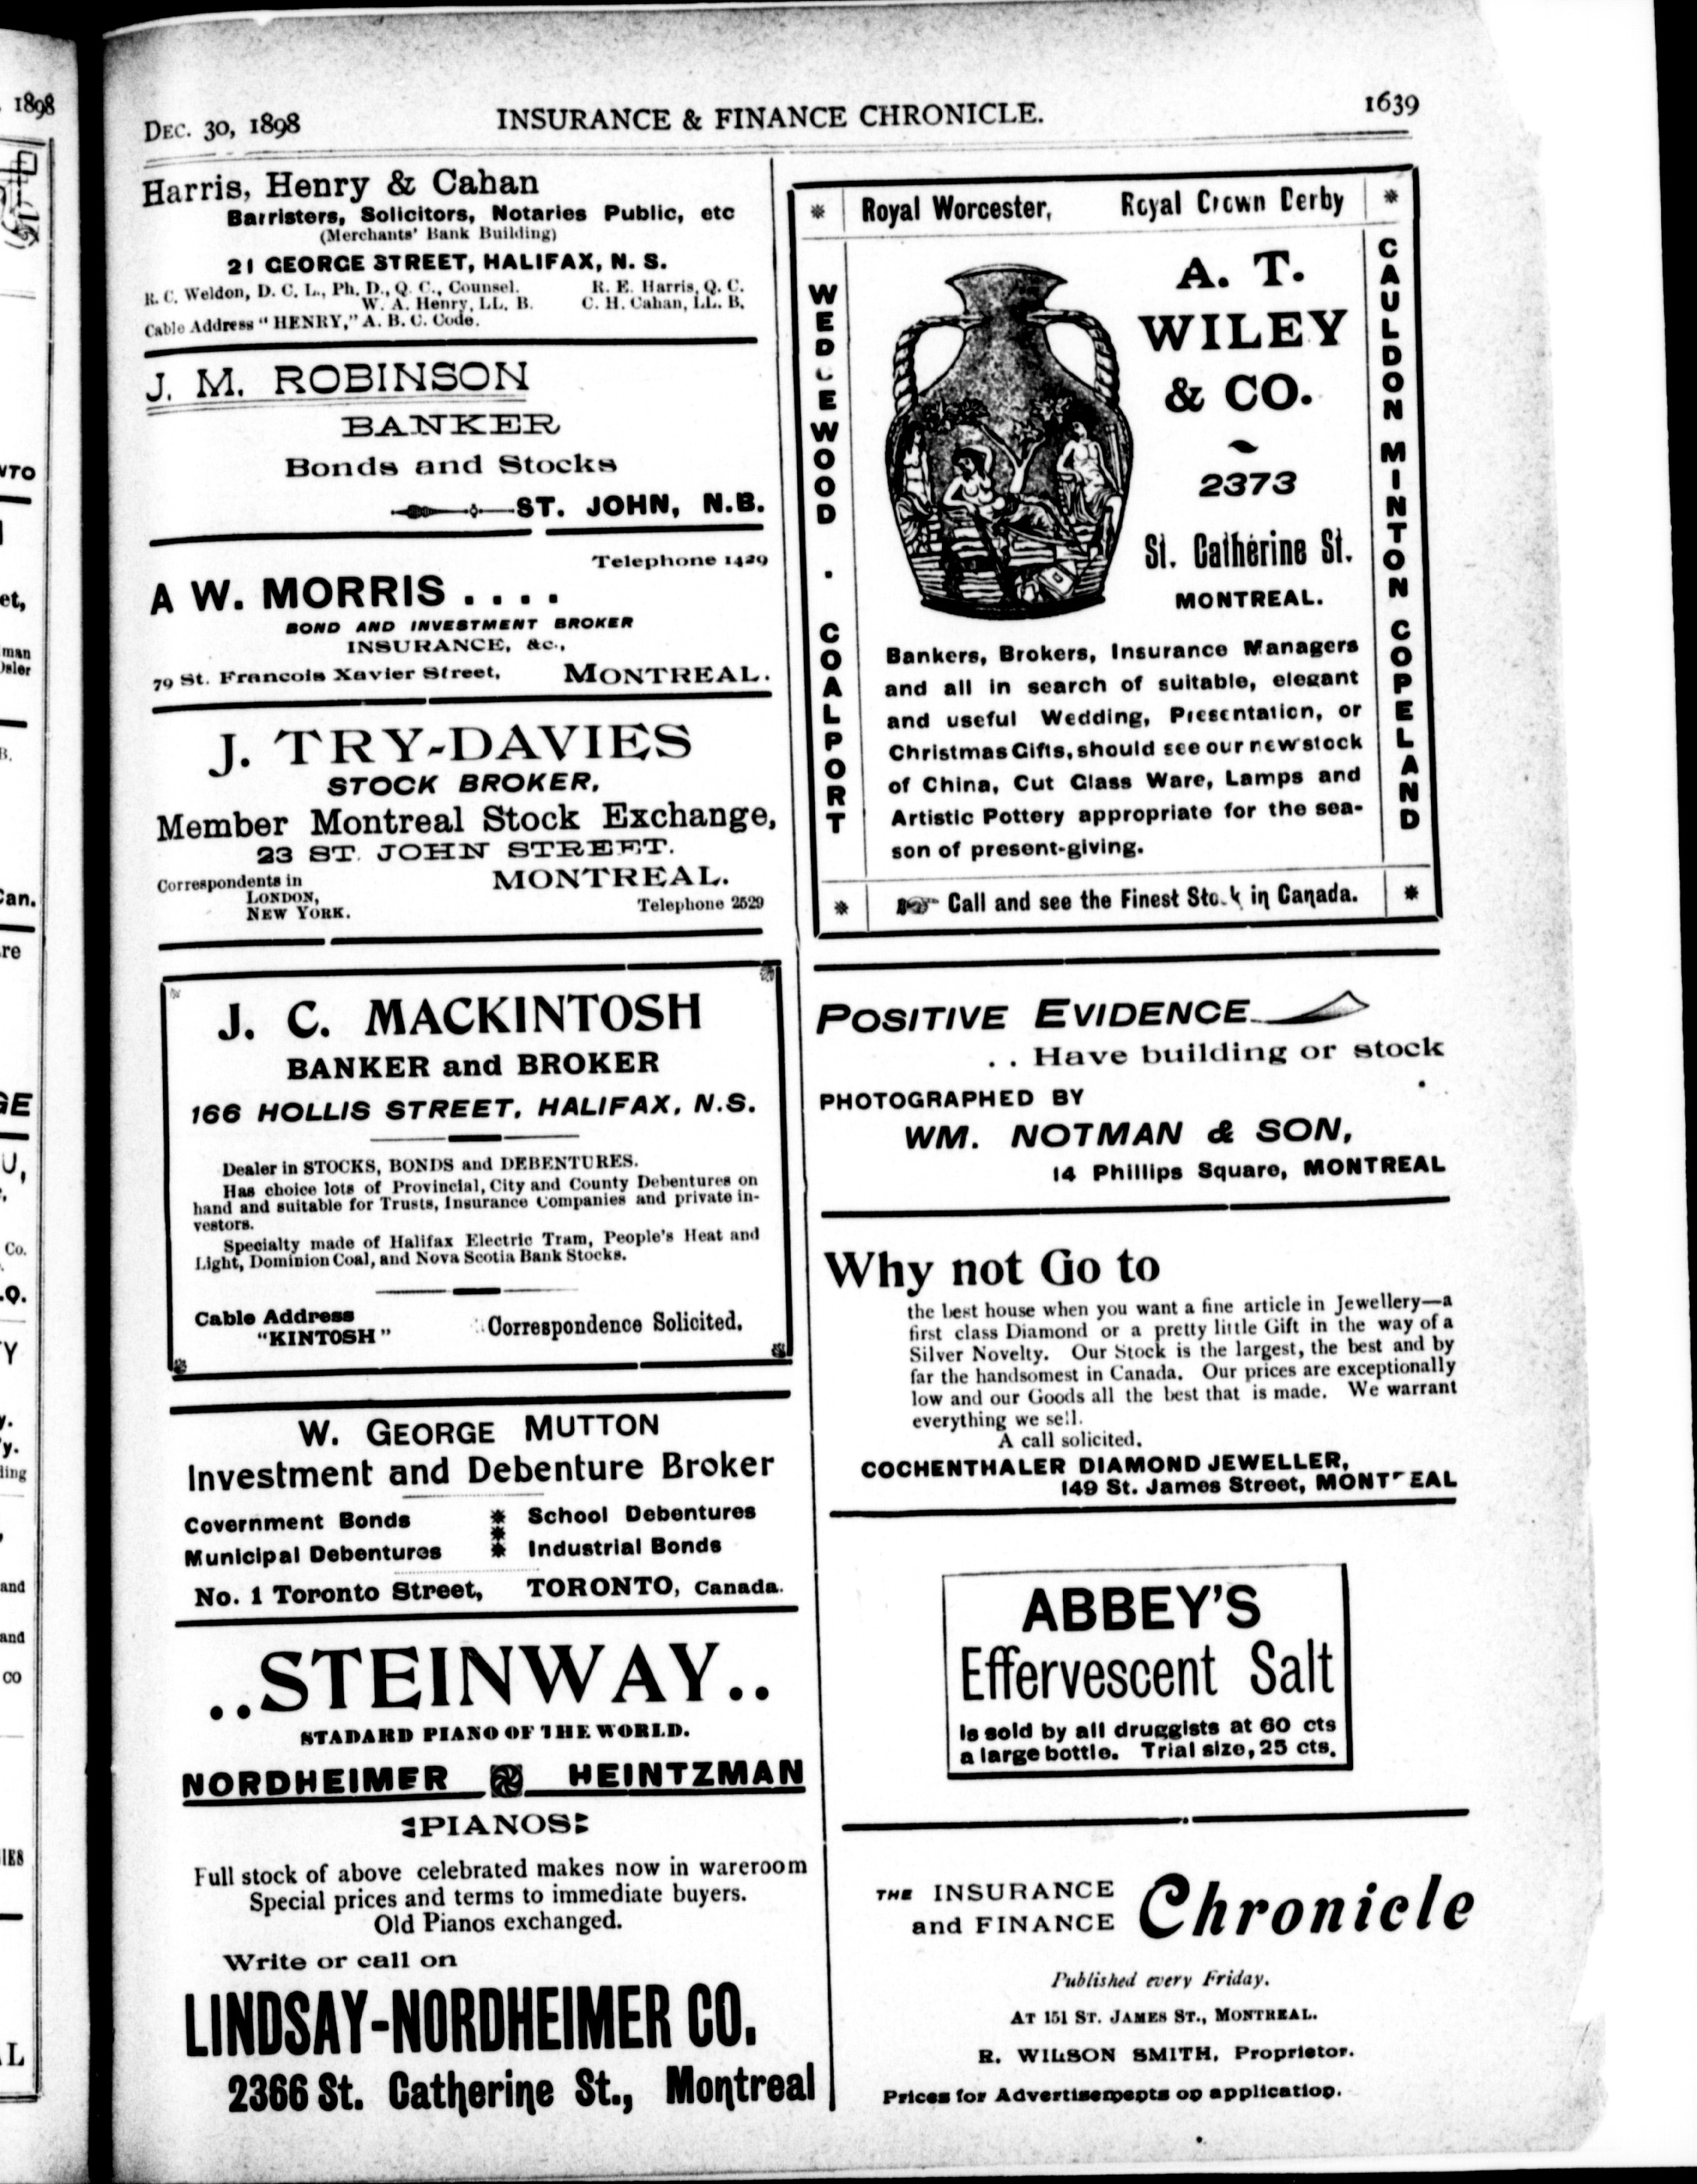 DEC. 30, 1898
INSURANCE & FINANCE CHRONICLE.
1639
Harris, Henry & Cahan
Barristers, Solicitors, Notaries Public, etc
(Merchants' Bank Building)
21 GEORGE STREET, HALIFAX, N. S.
R. C. Weldon, D. C. L., Ph. D., Q. C., Counsel. R. E. Harris, Q. C.
W. A. Henry, LL. B. C. H. Cahan, LL. B.
Cable Address "HENRY," A. B. C. Code.
J. M. ROBINSON
BANKER
Bonds and Stocks
ST. JOHN, N.B.
Telephone 1429
A W. MORRIS . . . .
BOND AND INVESTMENT BROKER
INSURANCE, &c.,
79 St. Francois Xavier Street, MONTREAL.
J. TRY-DAVIES
STOCK BROKER,
Member Montreal Stock Exchange,
23 ST. JOHN STREET.
Correspondents in MONTREAL.
LONDON,
NEW YORK. Telephone 2529
J. C. MACKINTOSH
BANKER and BROKER
166 HOLLIS STREET, HALIFAX, N.S.
Dealer in STOCKS, BONDS and DEBENTURES.
Has choice lots of Provincial, City and County Debentures on
hand and suitable for Trusts, Insurance Companies and private in-
vestors.
Specialty made of Halifax Electric Tram, People's Heat and
Light, Dominion Coal, and Nova Scotia Bank Stocks.
Cable Address
"KINTOSH"
Correspondence Solicited.
W. GEORGE MUTTON
Investment and Debenture Broker
Government Bonds * School Debentures
*
Municipal Debentures * Industrial Bonds
No. 1 Toronto Street, TORONTO, Canada.
..STEINWAY..
STADARD PIANO OF THE WORLD.
NORDHEIMER HEINTZMAN
PIANOS
Full stock of above celebrated makes now in wareroom
Special prices and terms to immediate buyers.
Old Pianos exchanged.
Write or call on
LINDSAY-NORDHEIMER CO.
2366 St. Catherine St., Montreal
* Royal Worcester, Royal Crown Derby *
WEDGEWOOD . COALPORT
CAULDON MINTON COPELAND
A. T.
WILEY
& CO.
2373
St. Catherine St.
MONTREAL.
Bankers, Brokers, Insurance Managers
and all in search of suitable, elegant
and useful Wedding, Presentation, or
Christmas Gifts, should see our new stock
of China, Cut Glass Ware, Lamps and
Artistic Pottery appropriate for the sea-
son of present-giving.
* Call and see the Finest Stock in Canada. *
POSITIVE EVIDENCE
. . Have building or stock
PHOTOGRAPHED BY
WM. NOTMAN & SON,
14 Phillips Square, MONTREAL
Why not Go to
the best house when you want a fine article in Jewellery—a
first class Diamond or a pretty little Gift in the way of a
Silver Novelty. Our Stock is the largest, the best and by
far the handsomest in Canada. Our prices are exceptionally
low and our Goods all the best that is made. We warrant
everything we sell.
A call solicited.
COCHENTHALER DIAMOND JEWELLER,
149 St. James Street, MONTREAL
ABBEY'S
Effervescent Salt
is sold by all druggists at 60 cts
a large bottle. Trial size, 25 cts.
THE INSURANCE
and FINANCE Chronicle
Published every Friday.
AT 151 ST. JAMES ST., MONTREAL.
R. WILSON SMITH, Proprietor.
Prices for Advertisements on application.